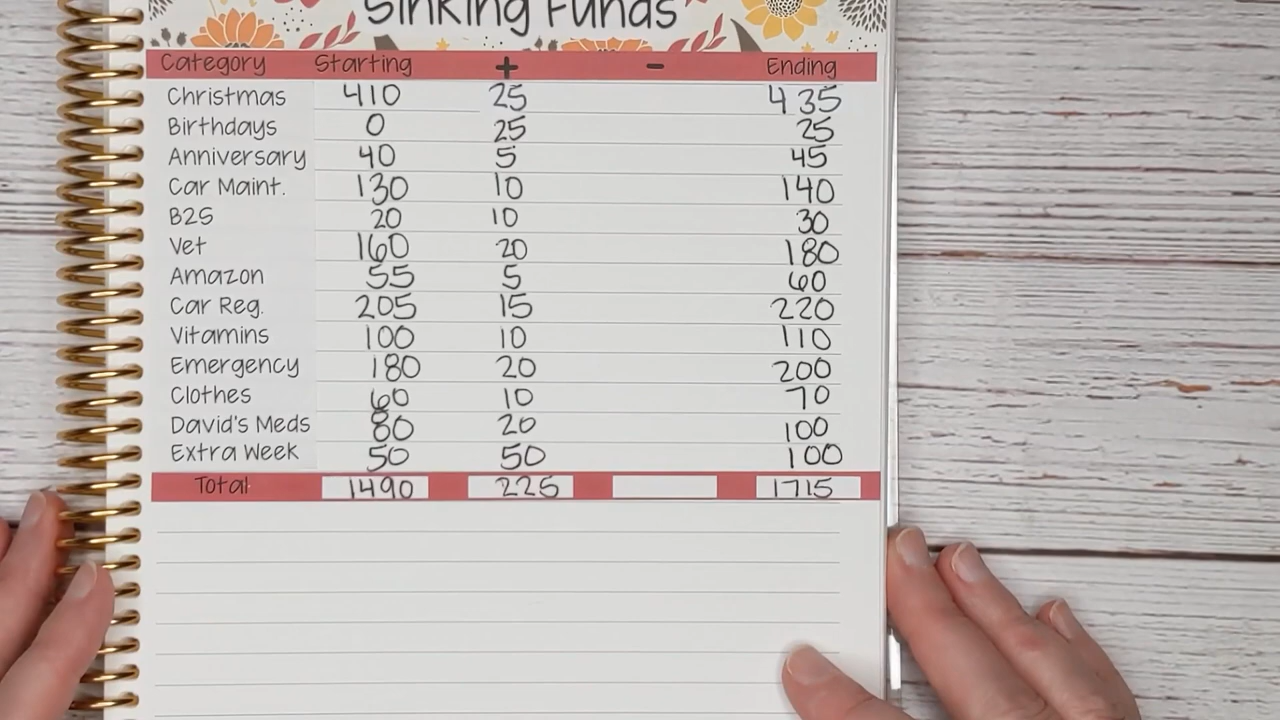 Sinking Funds
Category Starting + - Ending
Christmas 410 25 435
Birthdays 0 25 25
Anniversary 40 5 45
Car Maint. 130 10 140
B2S 20 10 30
Vet 160 20 180
Amazon 55 5 60
Car Reg. 205 15 220
Vitamins 100 10 110
Emergency 180 20 200
Clothes 60 10 70
David's Meds 80 20 100
Extra Week 50 50 100
Total 1490 225 1715